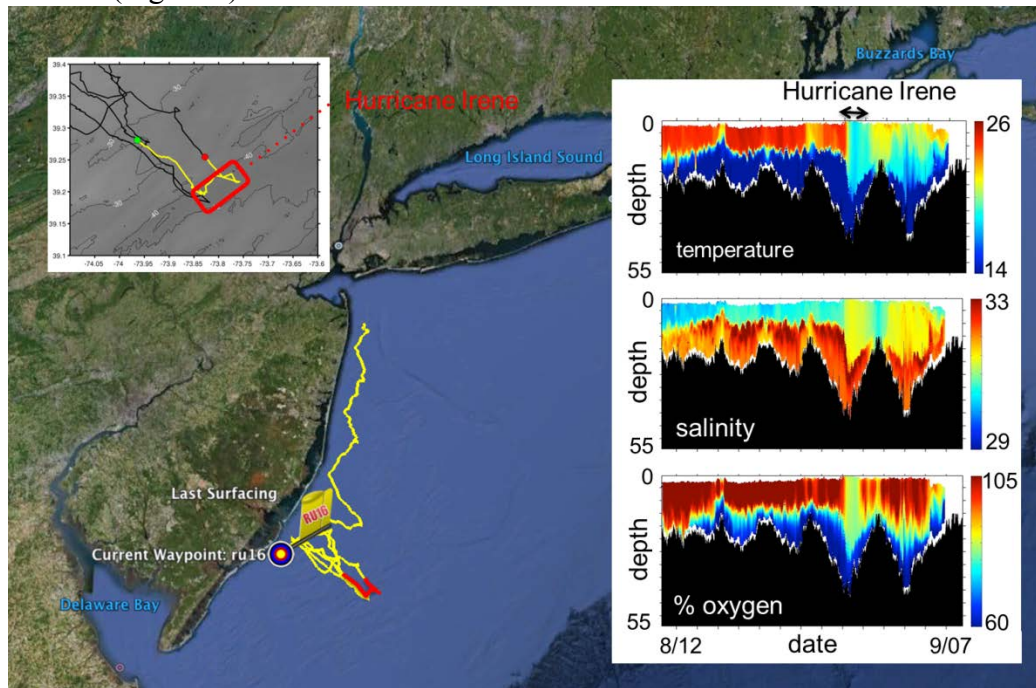 Buzzards Bay
Long Island Sound
Hurricane Irene
39.4
39.35
39.3
39.25
39.2
39.15
39.1
-74.05 -74 -73.95 -73.9 -73.85 -73.8 -73.75 -73.7 -73.65 -73.6
Hurricane Irene
0
depth
55
temperature
26
14
0
depth
55
salinity
33
29
0
depth
55
% oxygen
105
60
8/12 date 9/07
Last Surfacing
RU16
Current Waypoint: ru16
Delaware Bay